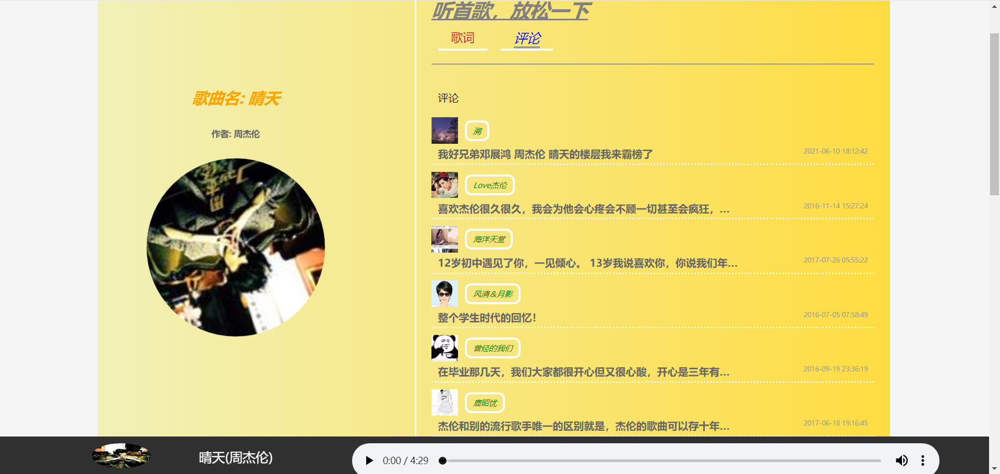 听首歌，放松一下
歌词 评论
歌曲名: 晴天
作者: 周杰伦
评论
溯
我好兄弟邓展鸿 周杰伦 晴天的楼层我来霸榜了 2021-06-10 18:12:42
Love杰伦
喜欢杰伦很久很久，我会为他会心疼会不顾一切甚至会疯狂，... 2016-11-14 15:27:24
海洋天堂
12岁初中遇见了你，一见倾心。 13岁我说喜欢你，你说我们年... 2017-07-26 05:55:22
风清&月影
整个学生时代的回忆！ 2016-07-05 07:58:49
曾经的我们
在毕业那几天，我们大家都很开心但又很心酸，开心是三年有... 2016-09-19 23:36:19
鹿昭忧
杰伦和别的流行歌手唯一的区别就是，杰伦的歌曲可以存十年... 2017-06-18 19:16:45
晴天(周杰伦) 0:00 / 4:29